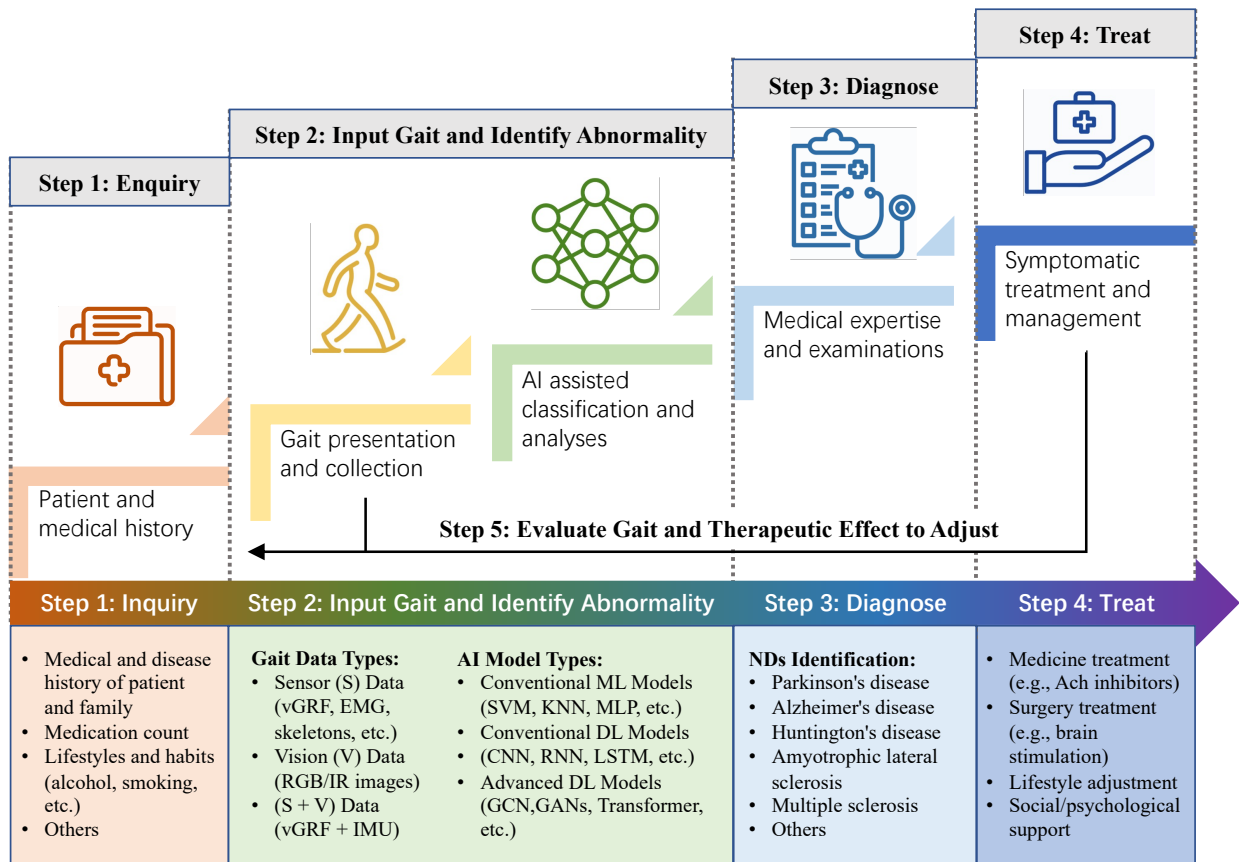 Step 4: Treat
Step 3: Diagnose
Step 2: Input Gait and Identify Abnormality
Step 1: Enquiry
Symptomatic
treatment and
management
Medical expertise
and examinations
AI assisted
classification and
analyses
Gait presentation
and collection
Patient and
medical history
Step 5: Evaluate Gait and Therapeutic Effect to Adjust
Step 1: Inquiry
Step 2: Input Gait and Identify Abnormality
Step 3: Diagnose
Step 4: Treat
• Medical and disease
history of patient
and family
• Medication count
• Lifestyles and habits
(alcohol, smoking,
etc.)
• Others
Gait Data Types:
• Sensor (S) Data
(vGRF, EMG,
skeletons, etc.)
• Vision (V) Data
(RGB/IR images)
• (S + V) Data
(vGRF + IMU)
AI Model Types:
• Conventional ML Models
(SVM, KNN, MLP, etc.)
• Conventional DL Models
• (CNN, RNN, LSTM, etc.)
• Advanced DL Models
(GCN,GANs, Transformer,
etc.)
NDs Identification:
• Parkinson's disease
• Alzheimer's disease
• Huntington's disease
• Amyotrophic lateral
sclerosis
• Multiple sclerosis
• Others
• Medicine treatment
(e.g., Ach inhibitors)
• Surgery treatment
(e.g., brain
stimulation)
• Lifestyle adjustment
• Social/psychological
support